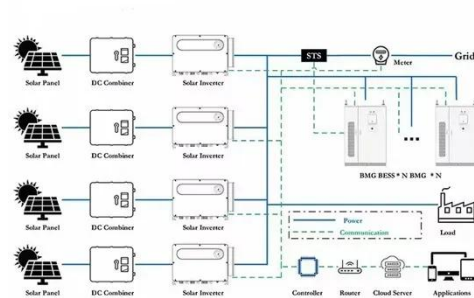 STS
Grid
Meter
Solar Panel DC Combiner Solar Inverter
Solar Panel DC Combiner Solar Inverter
BMG BESS * N BMG * N
Solar Panel DC Combiner Solar Inverter
Power
Communication
Load
Solar Panel DC Combiner Solar Inverter
Controller Router Cloud Server Applications